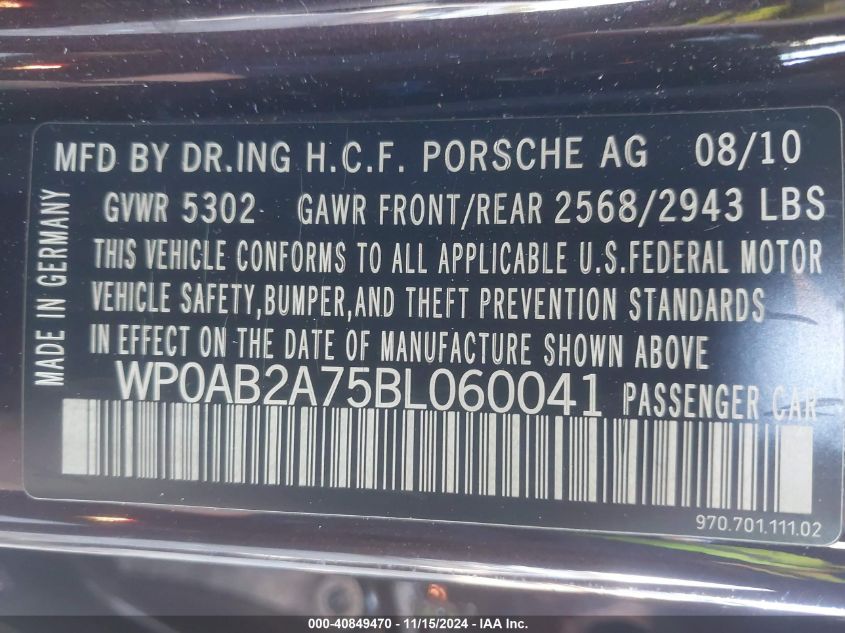 MFD BY DR.ING H.C.F. PORSCHE AG 08/10
GVWR 5302 GAWR FRONT/REAR 2568/2943 LBS
THIS VEHICLE CONFORMS TO ALL APPLICABLE U.S.FEDERAL MOTOR
VEHICLE SAFETY,BUMPER,AND THEFT PREVENTION STANDARDS
IN EFFECT ON THE DATE OF MANUFACTURE SHOWN ABOVE
WP0AB2A75BL060041 PASSENGER CAR
MADE IN GERMANY
970.701.111.02
000-40849470 - 11/15/2024 - IAA Inc.